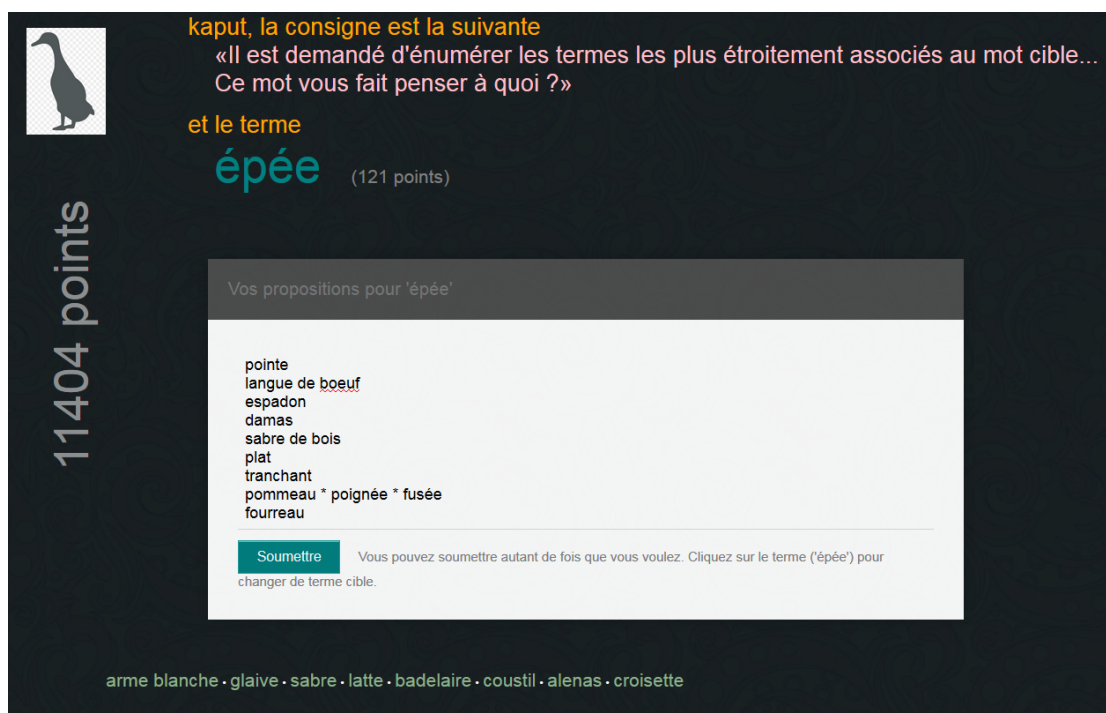 kaput, la consigne est la suivante
«Il est demandé d'énumérer les termes les plus étroitement associés au mot cible...
Ce mot vous fait penser à quoi ?»
et le terme
épée (121 points)
11404 points
Vos propositions pour 'épée'
pointe
langue de boeuf
espadon
damas
sabre de bois
plat
tranchant
pommeau * poignée * fusée
fourreau
Soumettre Vous pouvez soumettre autant de fois que vous voulez. Cliquez sur le terme ('épée') pour
changer de terme cible.
arme blanche · glaive · sabre · latte · badelaire · coustil · alenas · croisette